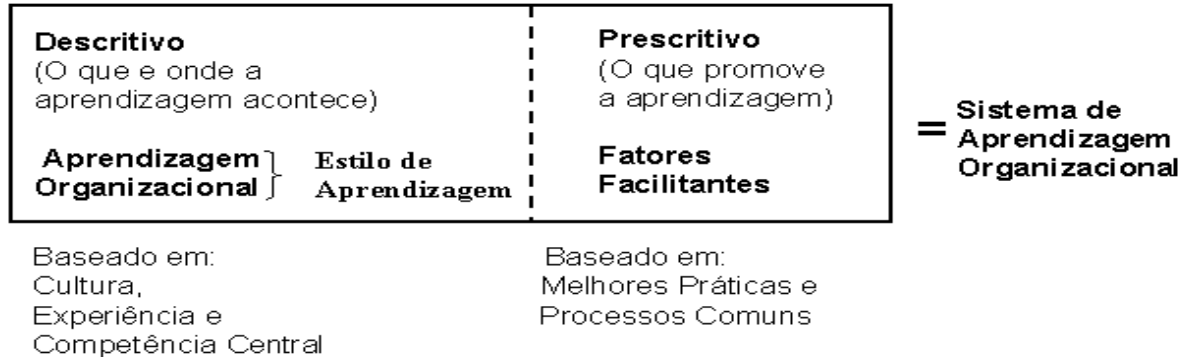 Descritivo
(O que e onde a
aprendizagem acontece)
Aprendizagem
Organizacional
Estilo de
Aprendizagem
Prescritivo
(O que promove
a aprendizagem)
Fatores
Facilitantes
= Sistema de
Aprendizagem
Organizacional
Baseado em:
Cultura,
Experiência e
Competência Central
Baseado em:
Melhores Práticas e
Processos Comuns